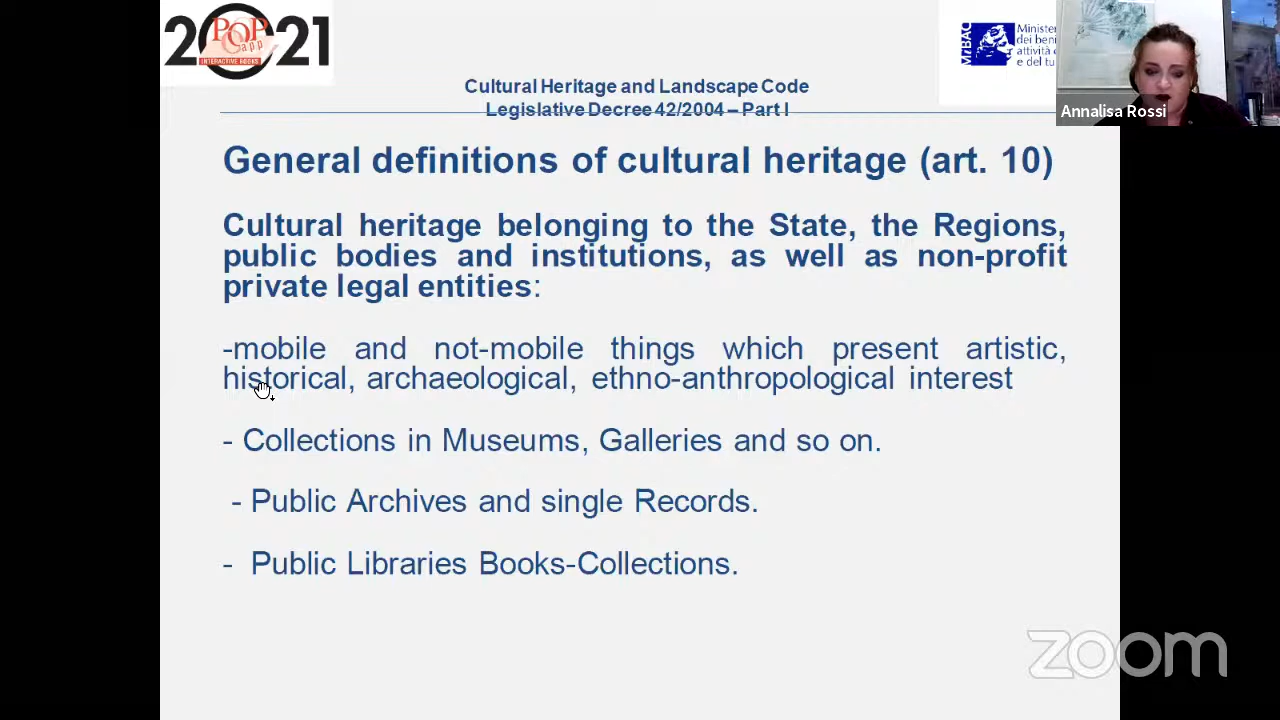 2021
POP
app
INTERACTIVE BOOKS
MiBAC
dei beni
attività e
e del tu
Annalisa Rossi
Cultural Heritage and Landscape Code
Legislative Decree 42/2004 – Part I
General definitions of cultural heritage (art. 10)
Cultural heritage belonging to the State, the Regions,
public bodies and institutions, as well as non-profit
private legal entities:
-mobile and not-mobile things which present artistic,
historical, archaeological, ethno-anthropological interest
- Collections in Museums, Galleries and so on.
- Public Archives and single Records.
- Public Libraries Books-Collections.
zoom